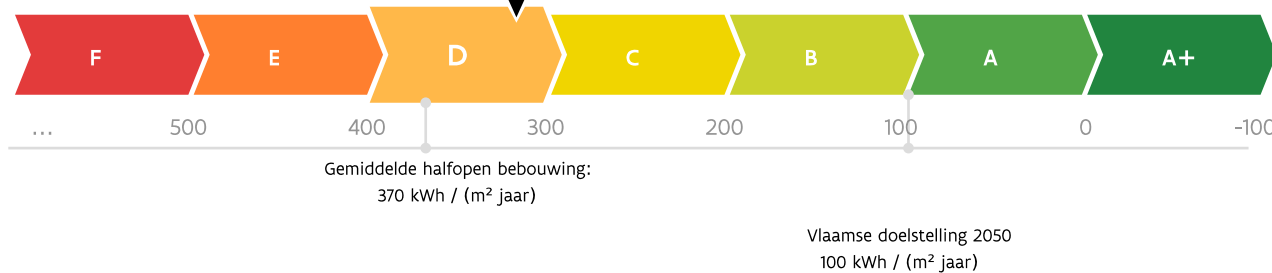 F E D C B A A+
... 500 400 300 200 100 0 -100
Gemiddelde halfopen bebouwing:
370 kWh / (m² jaar)
Vlaamse doelstelling 2050
100 kWh / (m² jaar)